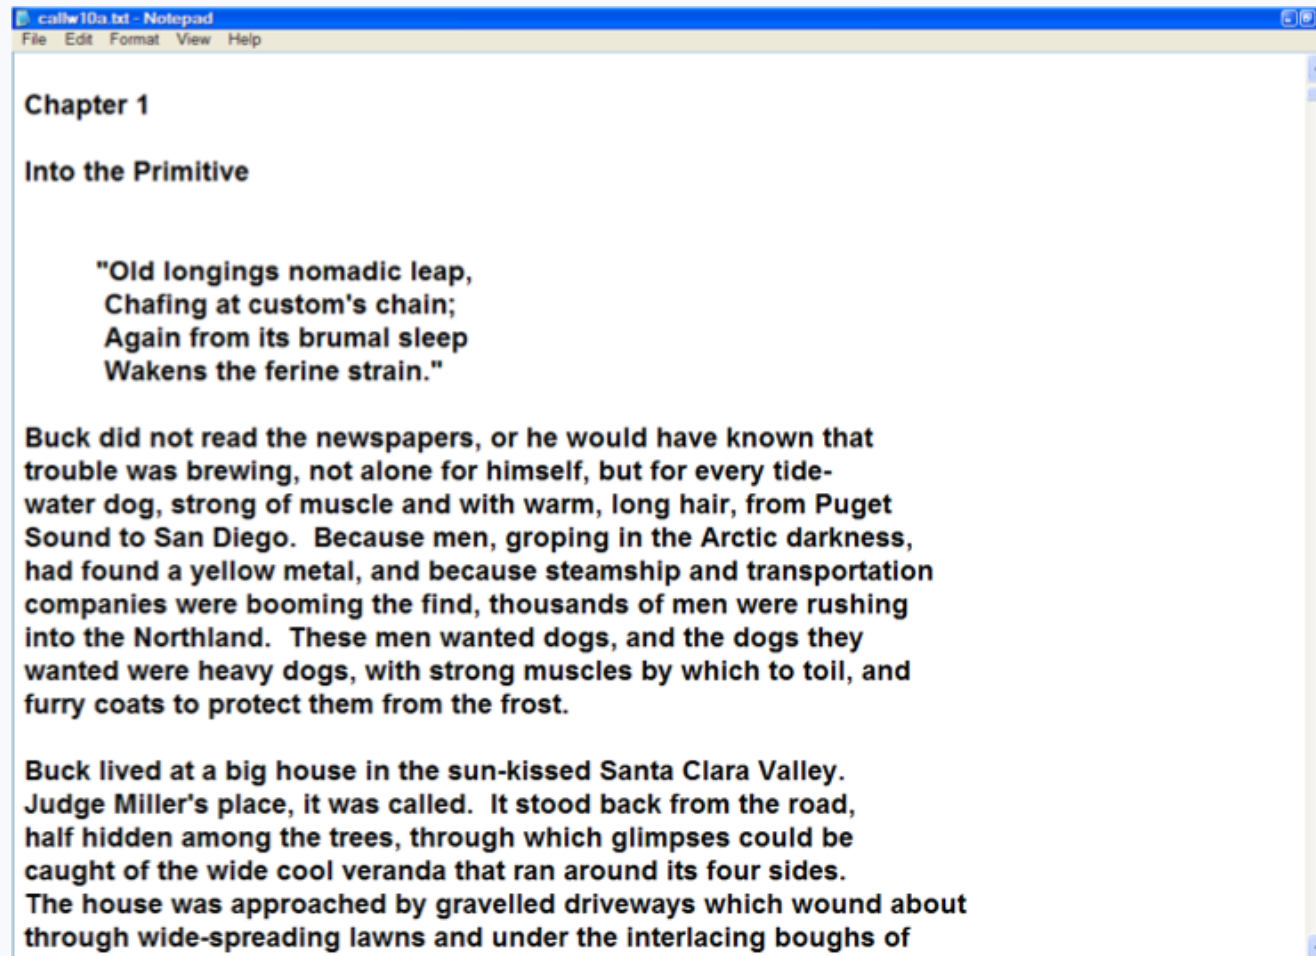 callw10a.txt - Notepad
File Edit Format View Help
Chapter 1
Into the Primitive
"Old longings nomadic leap,
Chafing at custom's chain;
Again from its brumal sleep
Wakens the ferine strain."
Buck did not read the newspapers, or he would have known that
trouble was brewing, not alone for himself, but for every tide-
water dog, strong of muscle and with warm, long hair, from Puget
Sound to San Diego.  Because men, groping in the Arctic darkness,
had found a yellow metal, and because steamship and transportation
companies were booming the find, thousands of men were rushing
into the Northland.  These men wanted dogs, and the dogs they
wanted were heavy dogs, with strong muscles by which to toil, and
furry coats to protect them from the frost.
Buck lived at a big house in the sun-kissed Santa Clara Valley.
Judge Miller's place, it was called.  It stood back from the road,
half hidden among the trees, through which glimpses could be
caught of the wide cool veranda that ran around its four sides.
The house was approached by gravelled driveways which wound about
through wide-spreading lawns and under the interlacing boughs of